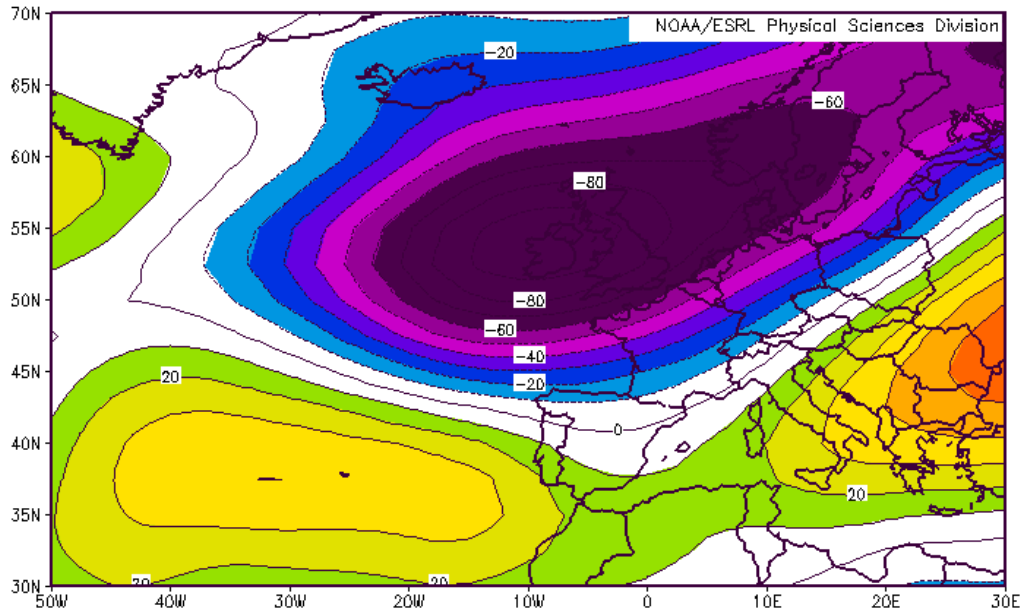 70N
NOAA/ESRL Physical Sciences Division
-20
65N
-60
60N
-80
55N
50N
-80
-60
-40
45N
20
-20
40N
0
20
35N
20
20
30N
50W 40W 30W 20W 10W 0 10E 20E 30E